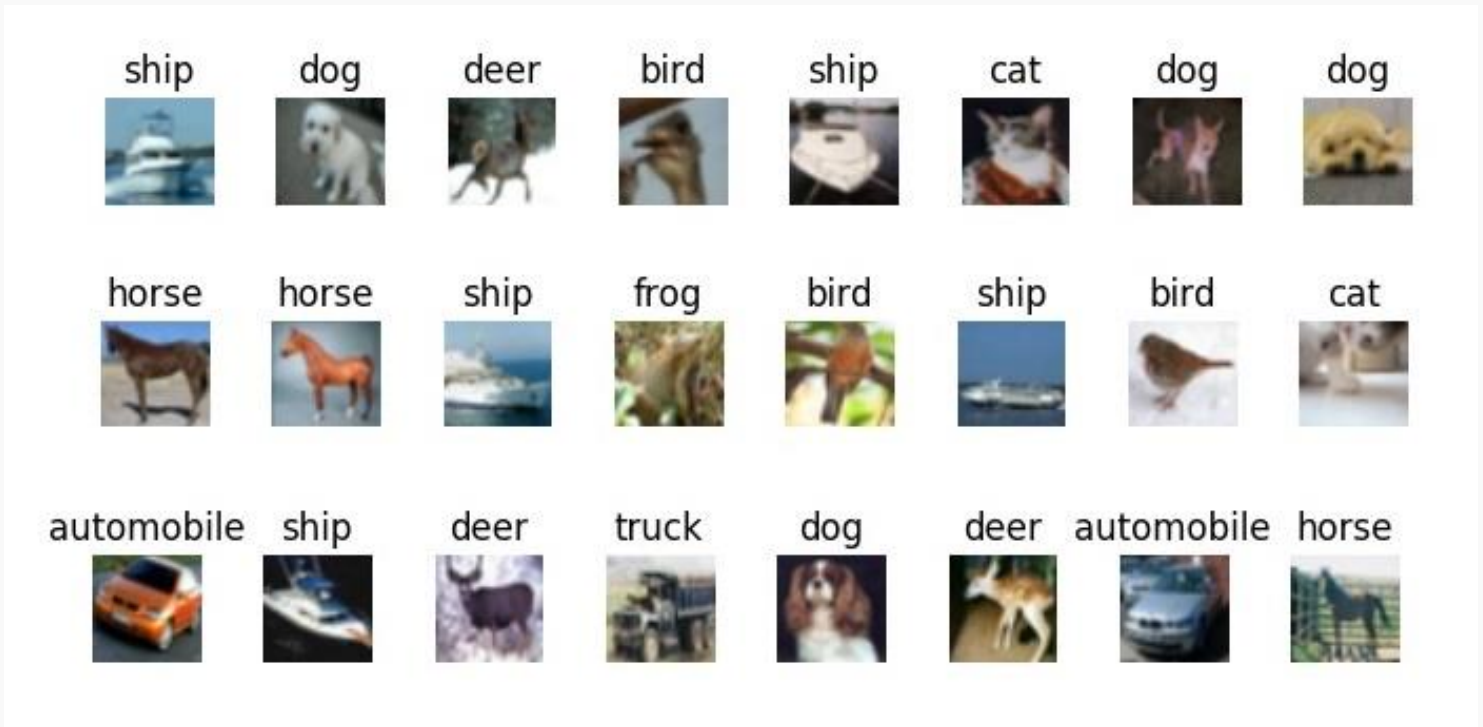 ship dog deer bird ship cat dog dog
horse horse ship frog bird ship bird cat
automobile ship deer truck dog deer automobile horse